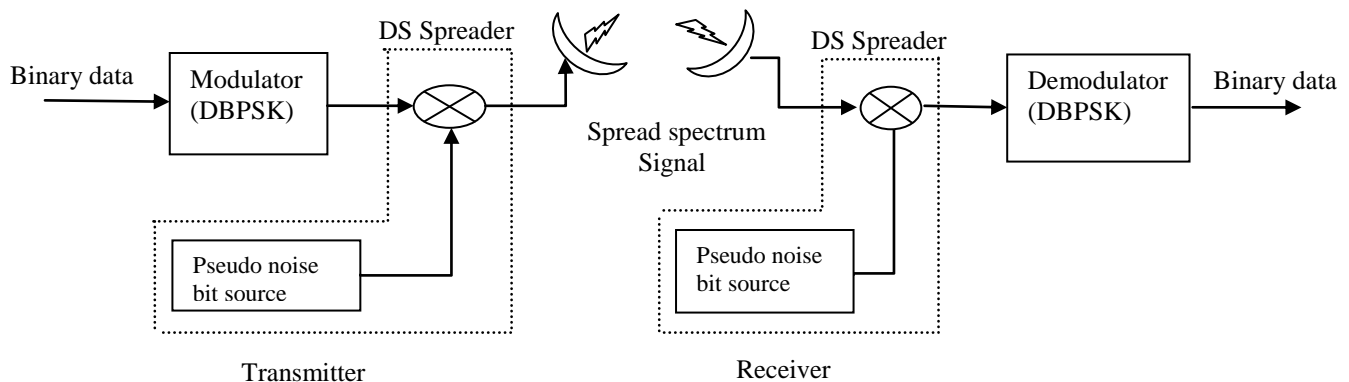 DS Spreader
DS Spreader
Binary data
Modulator
(DBPSK)
Demodulator
(DBPSK)
Binary data
Spread spectrum
Signal
Pseudo noise
bit source
Pseudo noise
bit source
Transmitter
Receiver